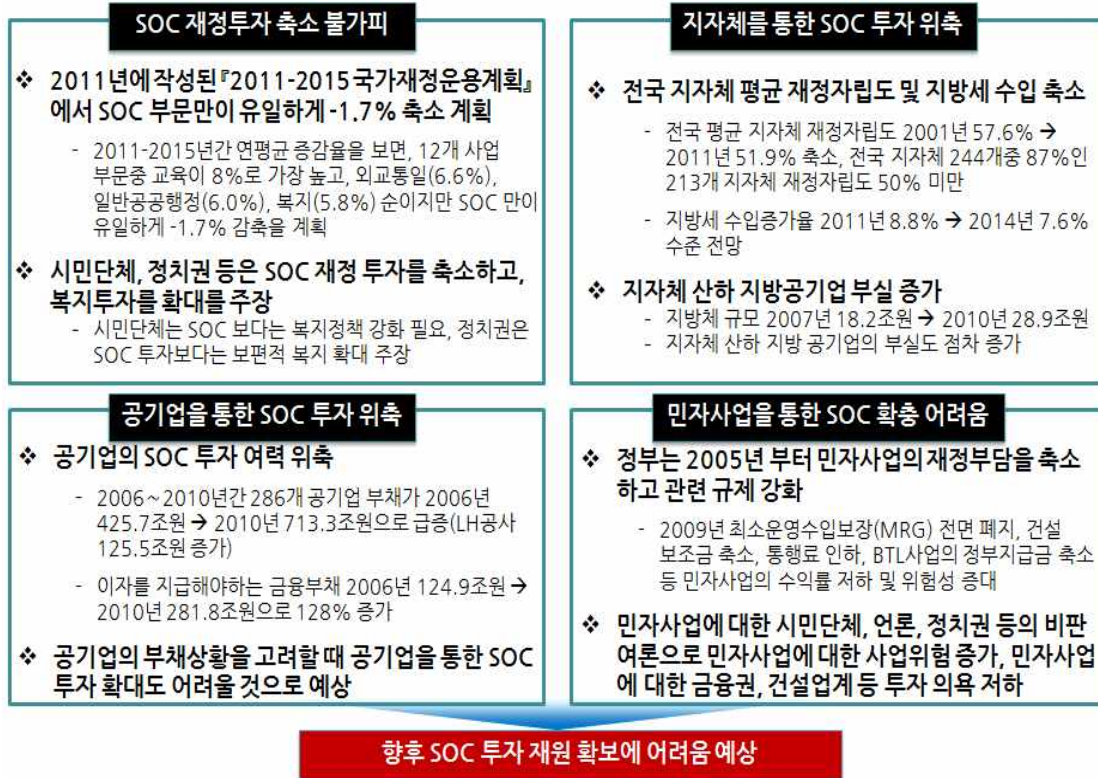 SOC 재정투자 축소 불가피
❖ 2011년에 작성된 『2011-2015 국가재정운용계획』
에서 SOC 부문만이 유일하게 -1.7% 축소 계획
- 2011-2015년간 연평균 증감율을 보면, 12개 사업
부문중 교육이 8%로 가장 높고, 외교통일(6.6%),
일반공공행정(6.0%), 복지(5.8%) 순이지만 SOC 만이
유일하게 -1.7% 감축을 계획
❖ 시민단체, 정치권 등은 SOC 재정 투자를 축소하고,
복지투자를 확대를 주장
- 시민단체는 SOC 보다는 복지정책 강화 필요, 정치권은
SOC 투자보다는 보편적 복지 확대 주장
지자체를 통한 SOC 투자 위축
❖ 전국 지자체 평균 재정자립도 및 지방세 수입 축소
- 전국 평균 지자체 재정자립도 2001년 57.6% →
2011년 51.9% 축소, 전국 지자체 244개중 87%인
213개 지자체 재정자립도 50% 미만
- 지방세 수입증가율 2011년 8.8% → 2014년 7.6%
수준 전망
❖ 지자체 산하 지방공기업 부실 증가
- 지방체 규모 2007년 18.2조원 → 2010년 28.9조원
- 지자체 산하 지방 공기업의 부실도 점차 증가
공기업을 통한 SOC 투자 위축
❖ 공기업의 SOC 투자 여력 위축
- 2006~2010년간 286개 공기업 부채가 2006년
425.7조원 → 2010년 713.3조원으로 급증(LH공사
125.5조원 증가)
- 이자를 지급해야하는 금융부채 2006년 124.9조원 →
2010년 281.8조원으로 128% 증가
❖ 공기업의 부채상황을 고려할 때 공기업을 통한 SOC
투자 확대도 어려울 것으로 예상
민자사업을 통한 SOC 확충 어려움
❖ 정부는 2005년 부터 민자사업의 재정부담을 축소
하고 관련 규제 강화
- 2009년 최소운영수입보장(MRG) 전면 폐지, 건설
보조금 축소, 통행료 인하, BTL사업의 정부지급금 축소
등 민자사업의 수익률 저하 및 위험성 증대
❖ 민자사업에 대한 시민단체, 언론, 정치권 등의 비판
여론으로 민자사업에 대한 사업위험 증가, 민자사업
에 대한 금융권, 건설업계 등 투자 의욕 저하
향후 SOC 투자 재원 확보에 어려움 예상